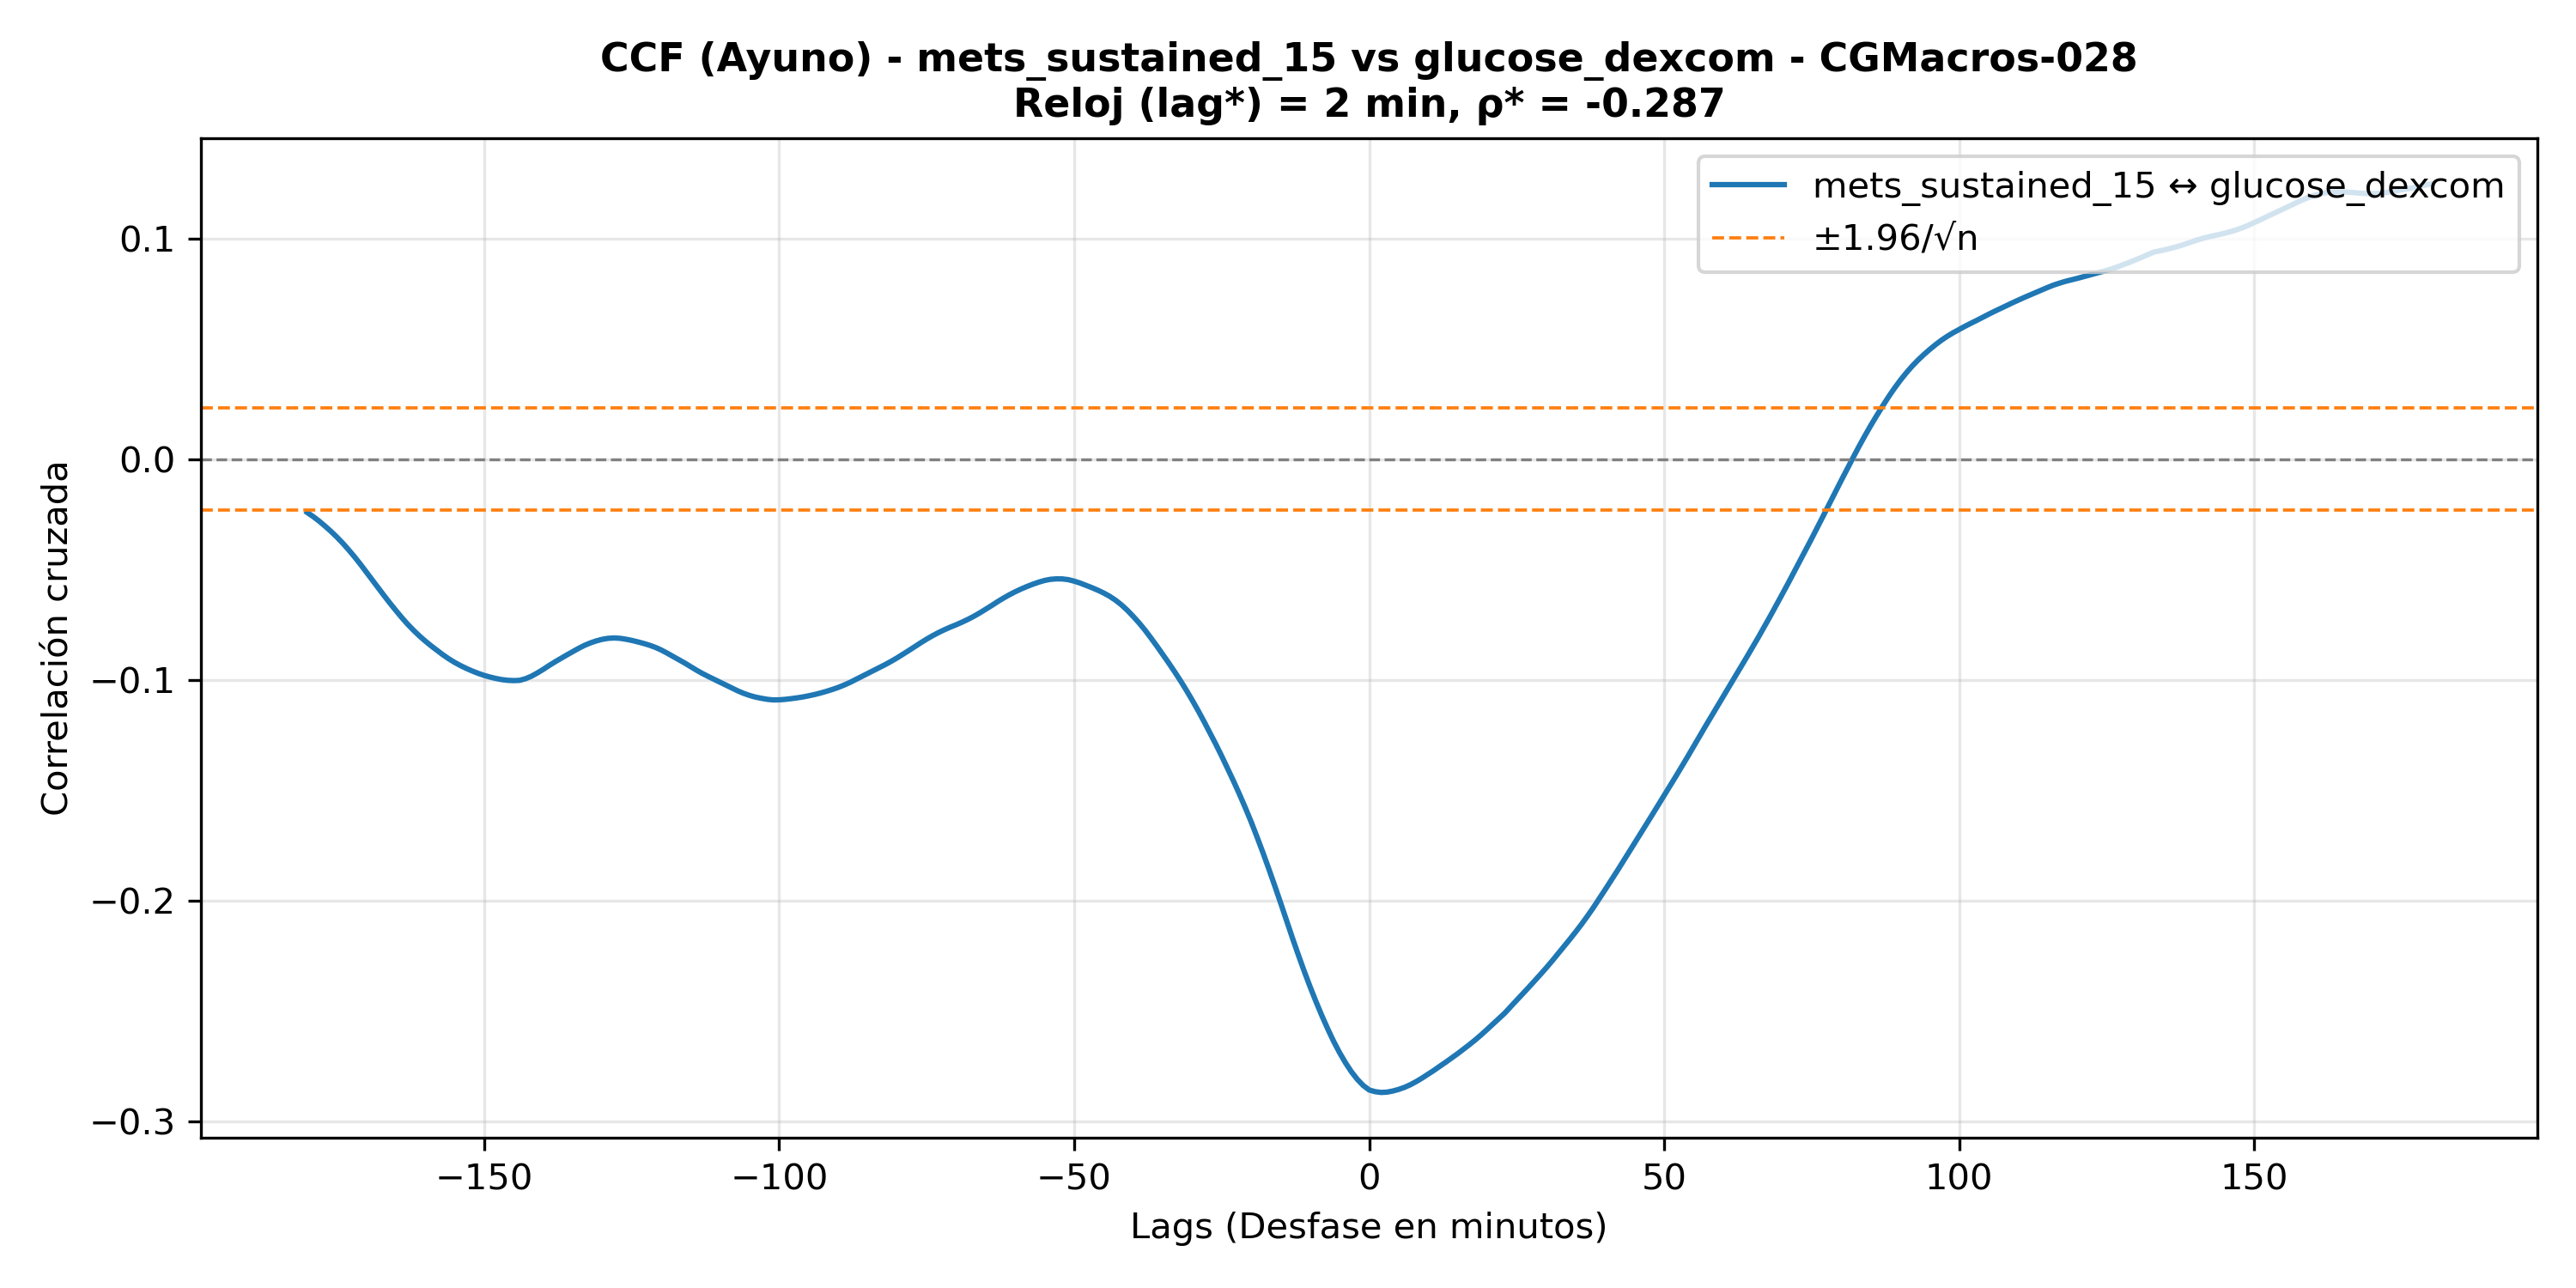 CCF (Ayuno) - mets_sustained_15 vs glucose_dexcom - CGMacros-028
Reloj (lag*) = 2 min, ρ* = -0.287
mets_sustained_15 ↔ glucose_dexcom
±1.96/√n
0.1
0.0
−0.1
−0.2
−0.3
Correlación cruzada
−150
−100
−50
0
50
100
150
Lags (Desfase en minutos)